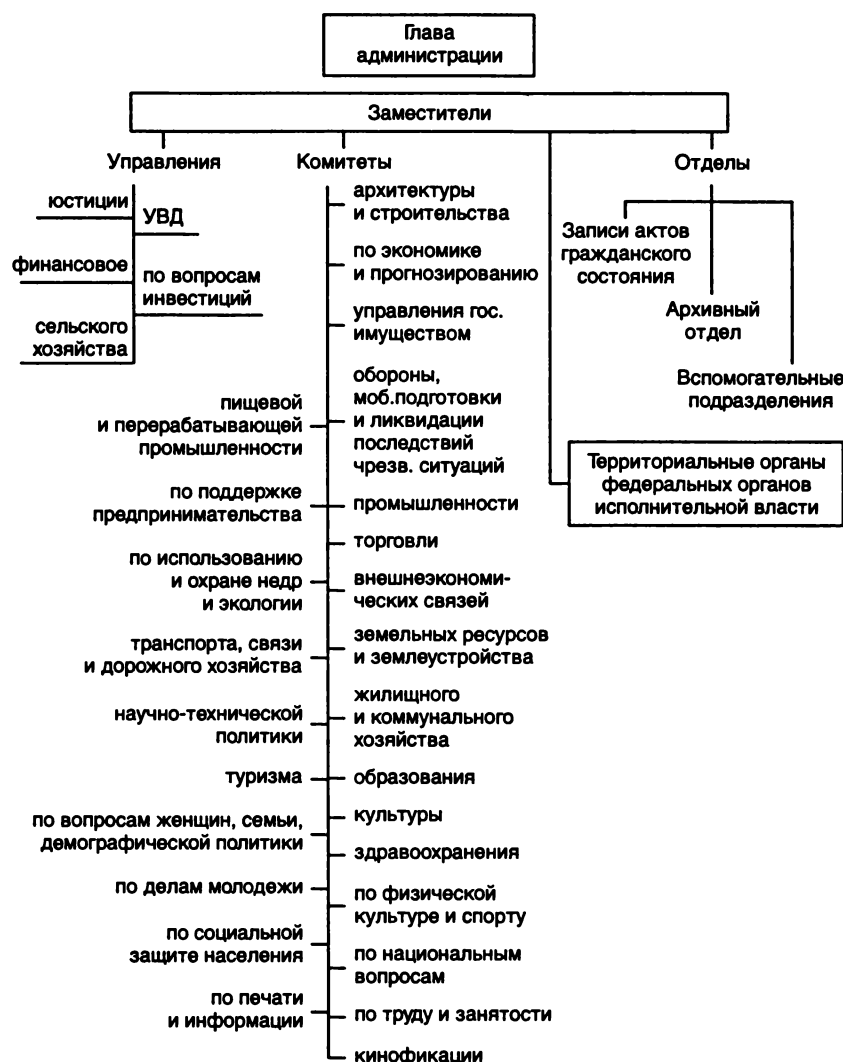 Глава
администрации
Заместители
Управления
Комитеты
Отделы
юстиции
УВД
финансовое
по вопросам
инвестиций
сельского
хозяйства
пищевой
и перерабатывающей
промышленности
по поддержке
предпринимательства
по использованию
и охране недр
и экологии
транспорта, связи
и дорожного хозяйства
научно-технической
политики
туризма
по вопросам женщин, семьи,
демографической политики
по делам молодежи
по социальной
защите населения
по печати
и информации
архитектуры
и строительства
по экономике
и прогнозированию
управления гос.
имуществом
обороны,
моб.подготовки
и ликвидации
последствий
чрезв. ситуаций
промышленности
торговли
внешнеэкономи-
ческих связей
земельных ресурсов
и землеустройства
жилищного
и коммунального
хозяйства
образования
культуры
здравоохранения
по физической
культуре и спорту
по национальным
вопросам
по труду и занятости
кинофикации
Записи актов
гражданского
состояния
Архивный
отдел
Вспомогательные
подразделения
Территориальные органы
федеральных органов
исполнительной власти